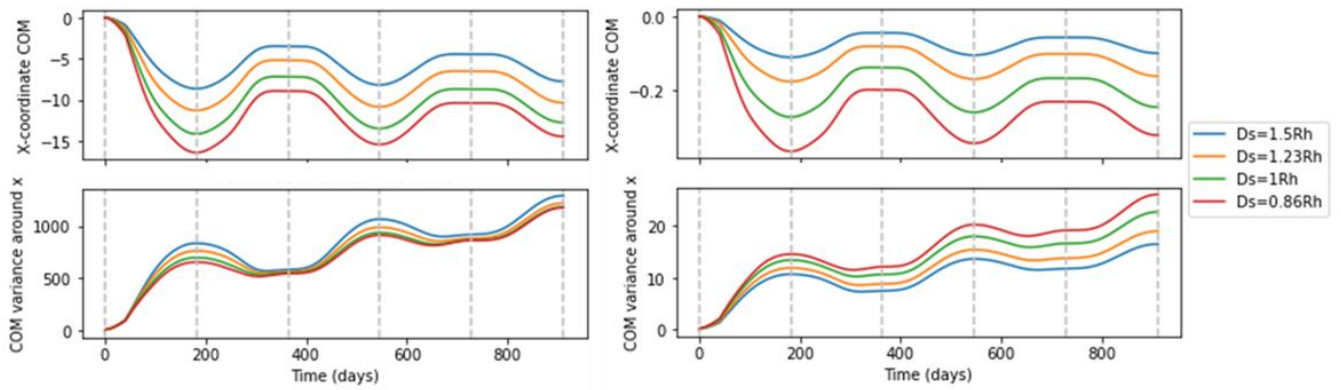 X-coordinate COM
0
−5
−10
−15
X-coordinate COM
0.0
−0.2
COM variance around x
1000
500
0
0 200 400 600 800
Time (days)
COM variance around x
20
10
0
0 200 400 600 800
Time (days)
Ds=1.5Rh
Ds=1.23Rh
Ds=1Rh
Ds=0.86Rh